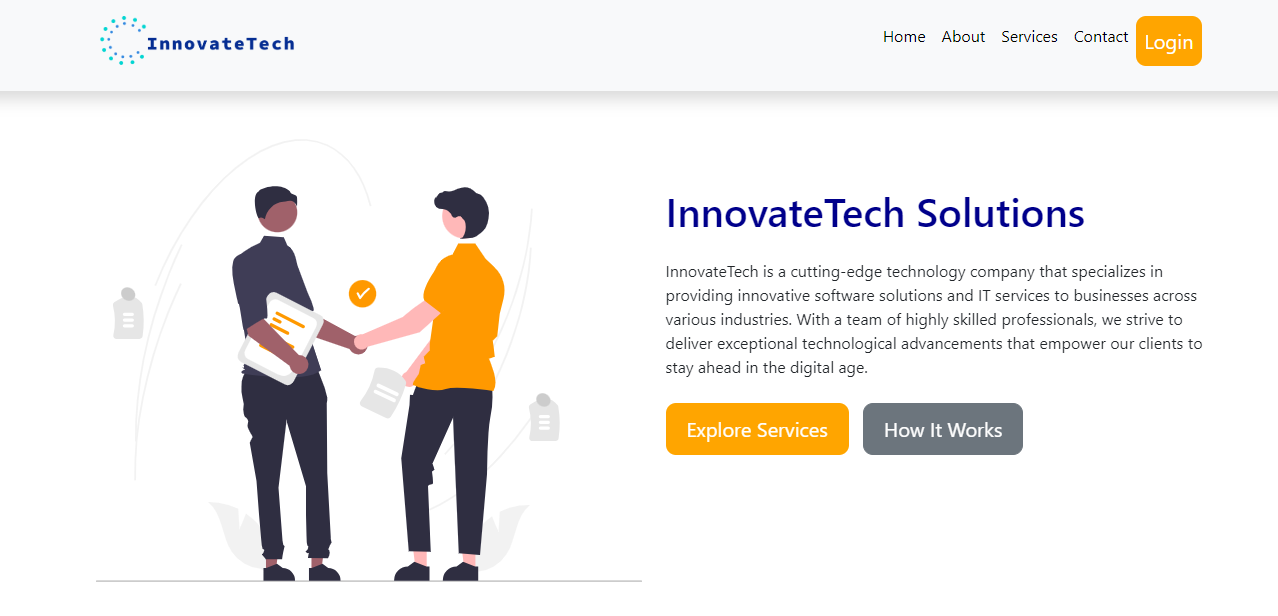 InnovateTech
Home About Services Contact Login
InnovateTech Solutions
InnovateTech is a cutting-edge technology company that specializes in
providing innovative software solutions and IT services to businesses across
various industries. With a team of highly skilled professionals, we strive to
deliver exceptional technological advancements that empower our clients to
stay ahead in the digital age.
Explore Services How It Works